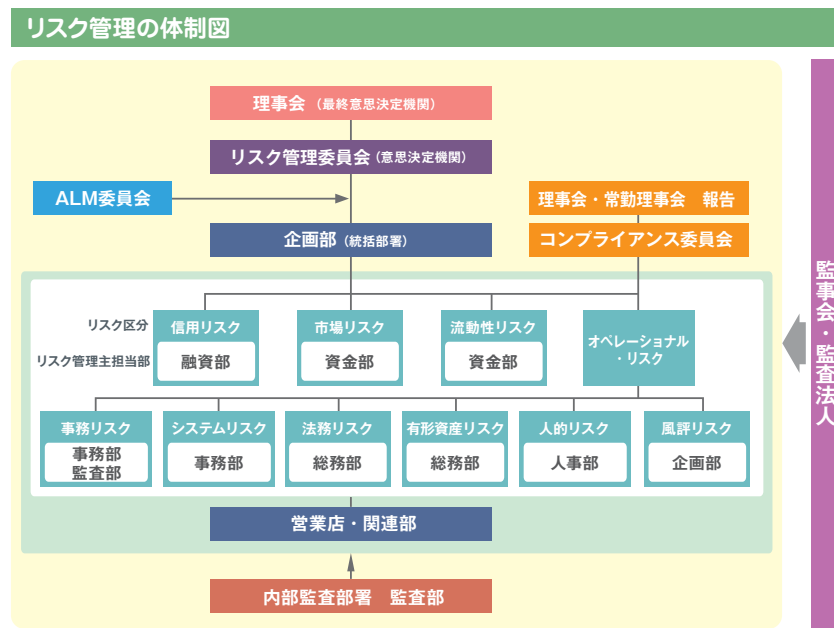 リスク管理の体制図
理事会（最終意思決定機関）
リスク管理委員会（意思決定機関）
ALM委員会
理事会・常勤理事会　報告
企画部（統括部署）
コンプライアンス委員会
リスク区分
信用リスク
市場リスク
流動性リスク
オペレーショナル
・リスク
リスク管理主担当部
融資部
資金部
資金部
事務リスク
システムリスク
法務リスク
有形資産リスク
人的リスク
風評リスク
事務部
監査部
事務部
総務部
総務部
人事部
企画部
営業店・関連部
内部監査部署　監査部
監事会・監査法人